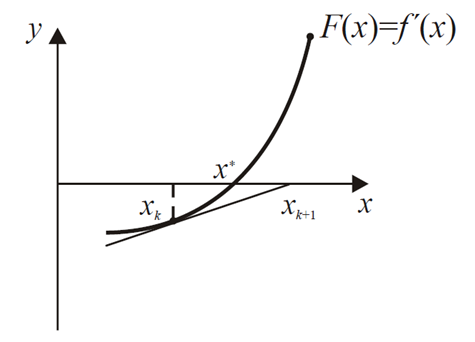 y
F(x)=f´(x)
x*
x_k
x_{k+1}
x